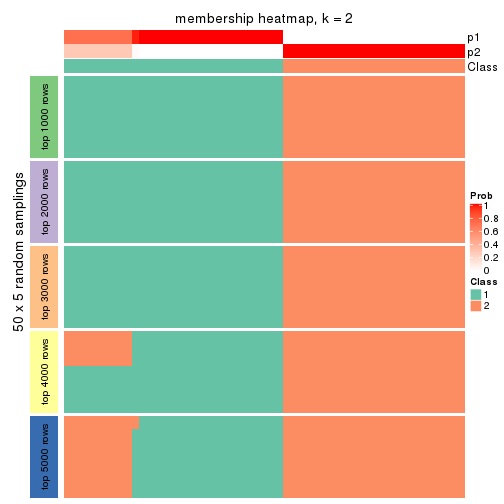 membership heatmap, k = 2
p1
p2
Class
50 x 5 random samplings
top 1000 rows
top 2000 rows
top 3000 rows
top 4000 rows
top 5000 rows
Prob
1
0.8
0.6
0.4
0.2
0
Class
1
2